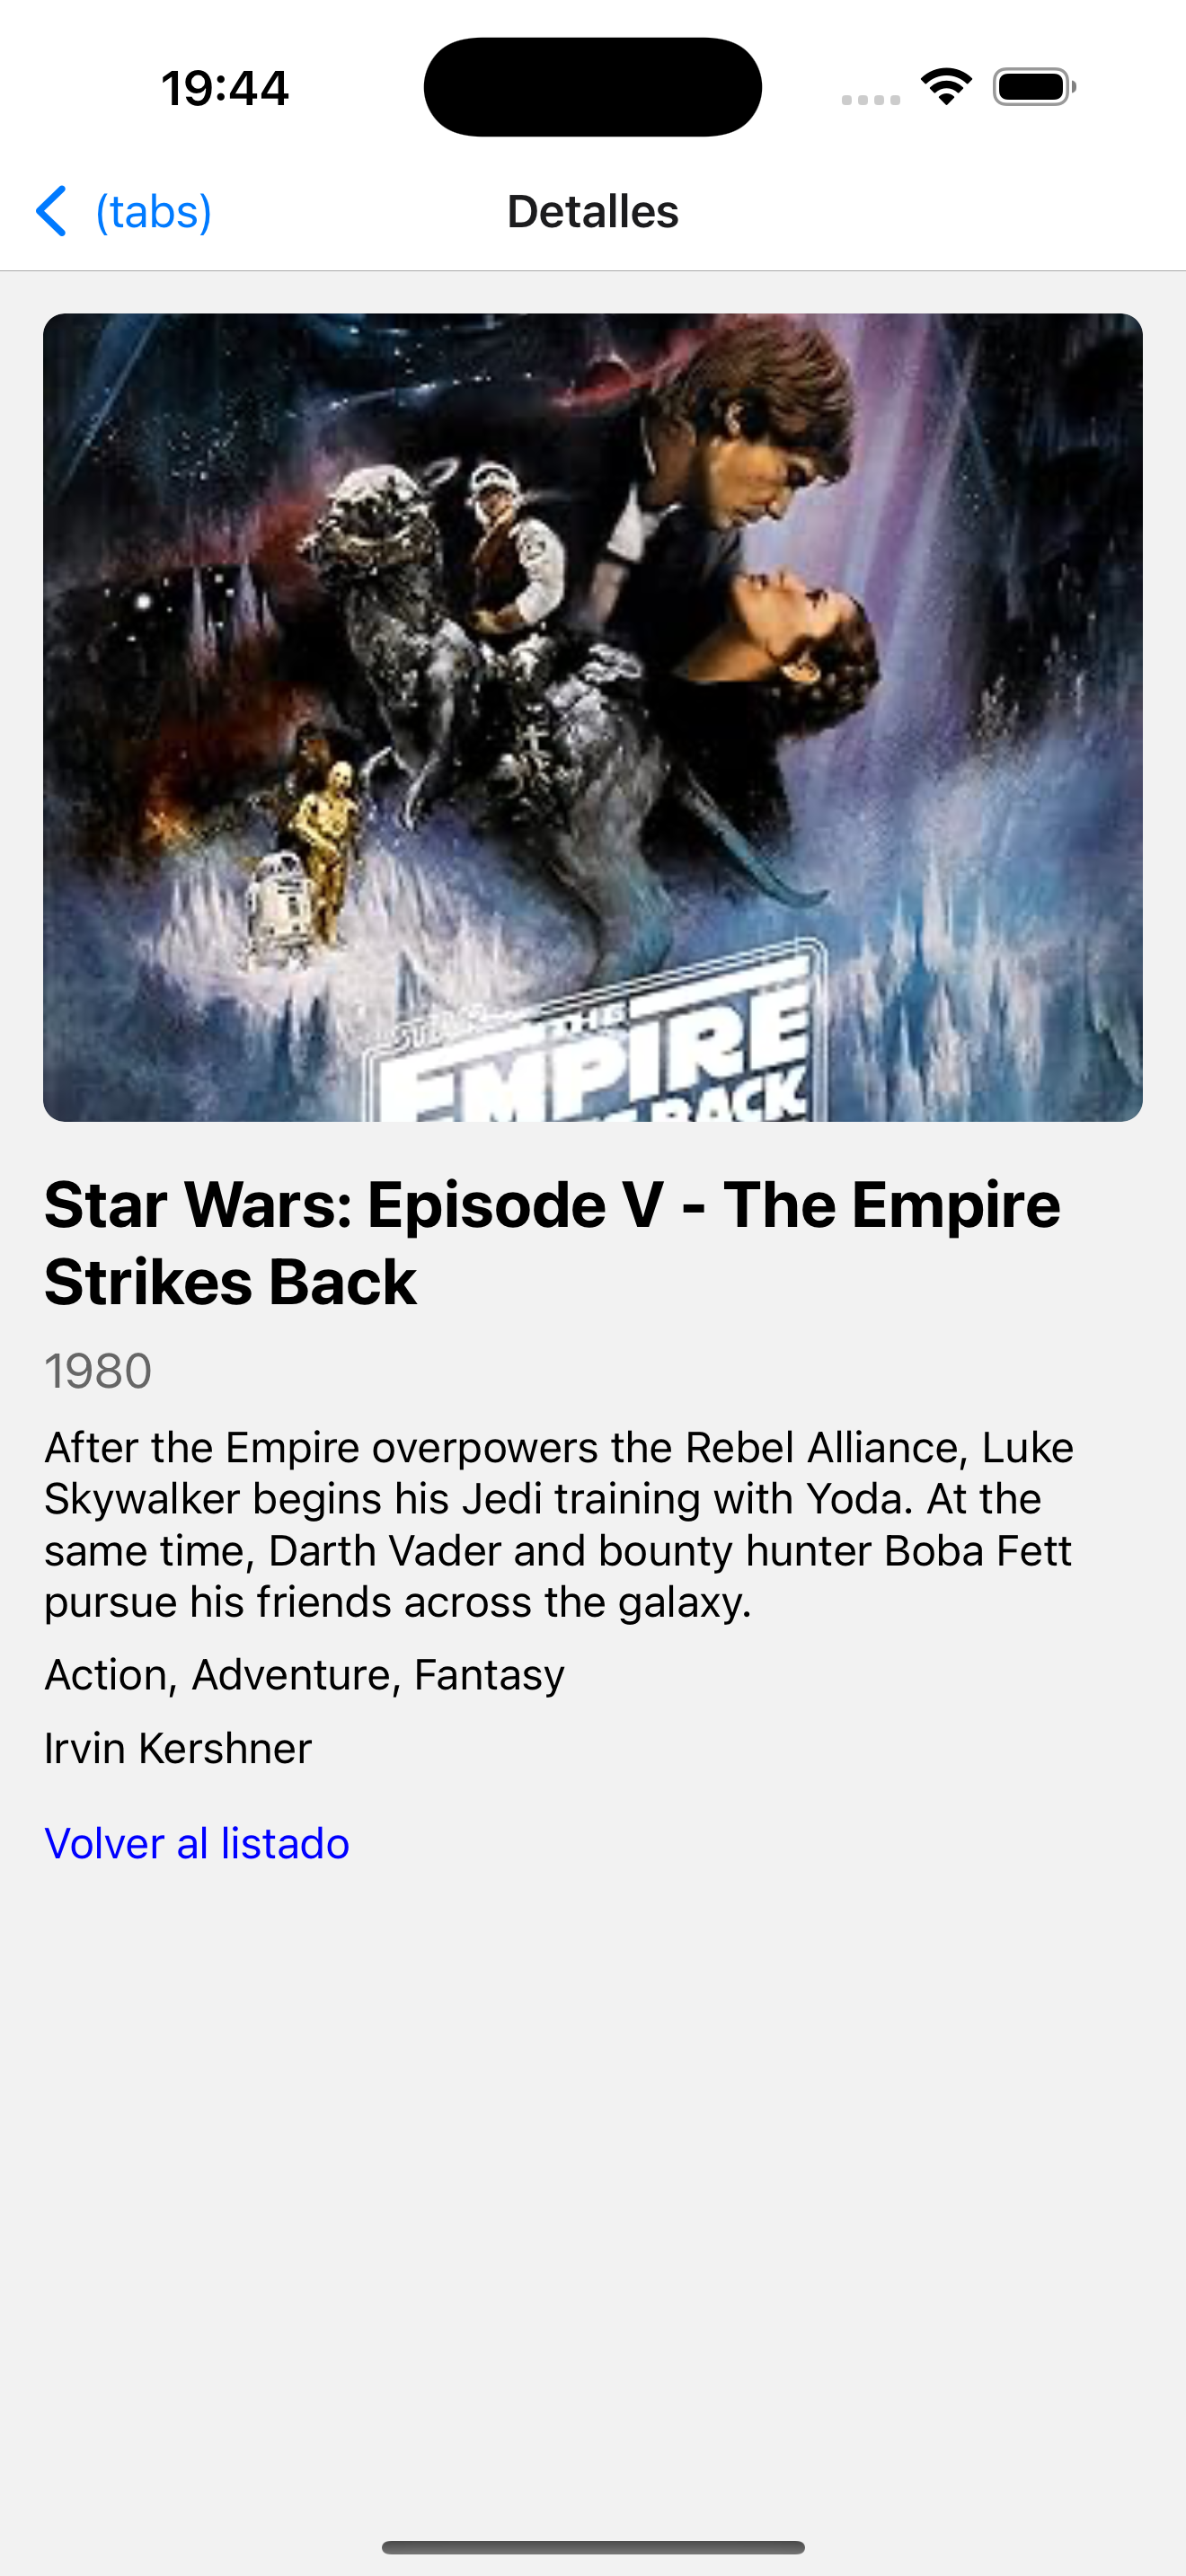 19:44
(tabs)
Detalles
THE
EMPIRE
BACK
Star Wars: Episode V - The Empire
Strikes Back
1980
After the Empire overpowers the Rebel Alliance, Luke
Skywalker begins his Jedi training with Yoda. At the
same time, Darth Vader and bounty hunter Boba Fett
pursue his friends across the galaxy.
Action, Adventure, Fantasy
Irvin Kershner
Volver al listado